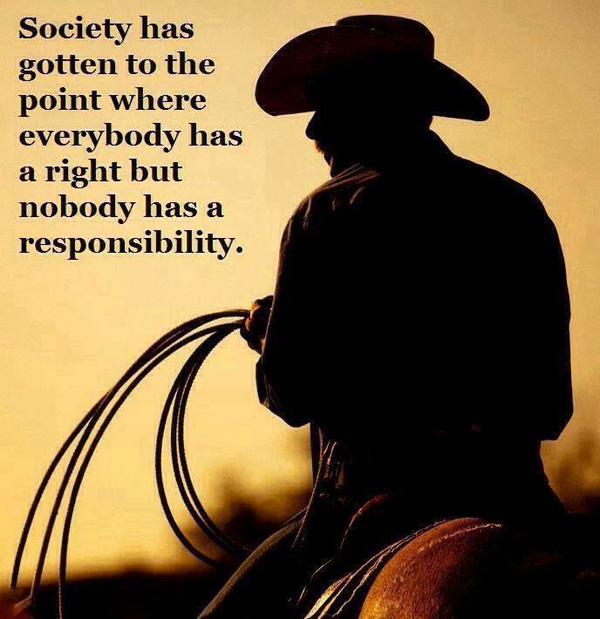 Society has
gotten to the
point where
everybody has
a right but
nobody has a
responsibility.